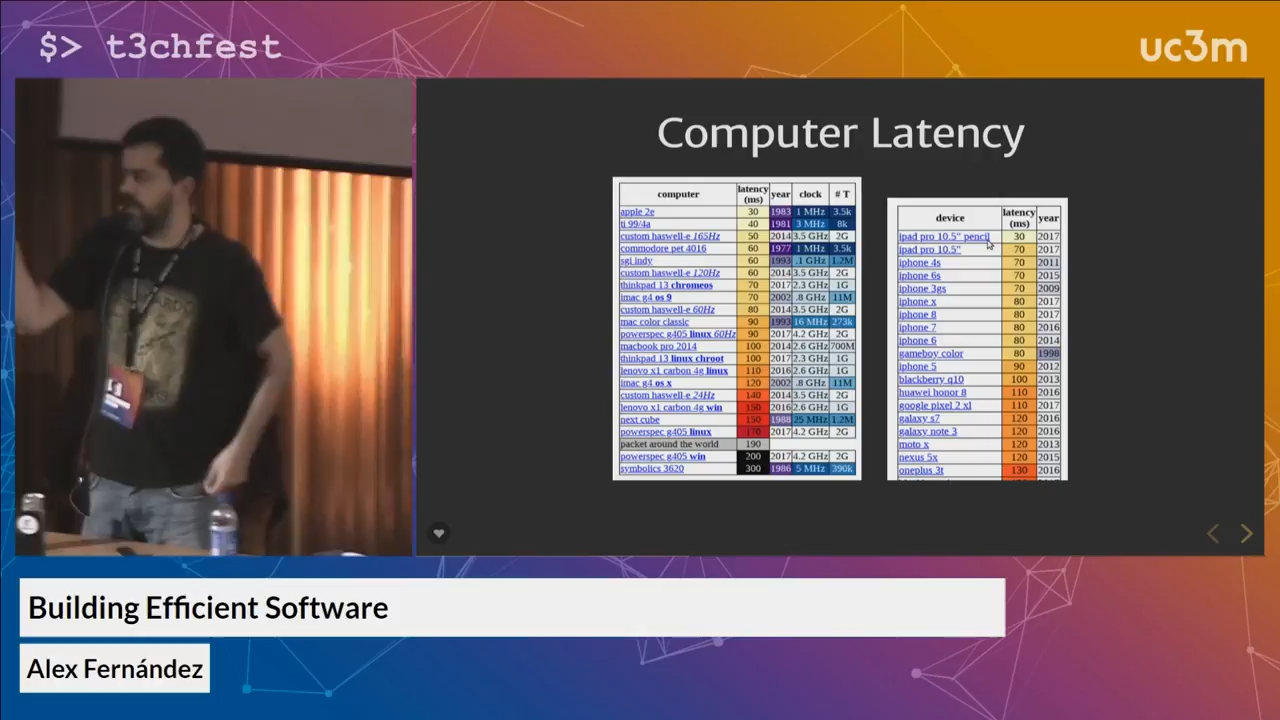 $> t3chfest
uc3m
Computer Latency
computer latency (ms) year clock # T
apple 2e 30 1983 1 MHz 3.5k
ti 99/4a 40 1981 3 MHz 8k
custom haswell-e 165Hz 50 2014 3.5 GHz 2G
commodore pet 4016 60 1977 1 MHz 3.5k
sgi indy 60 1993 .1 GHz 1.2M
custom haswell-e 120Hz 60 2014 3.5 GHz 2G
thinkpad 13 chromeos 70 2017 2.3 GHz 1G
imac g4 os 9 70 2002 .8 GHz 11M
custom haswell-e 60Hz 80 2014 3.5 GHz 2G
mac color classic 90 1993 16 MHz 273k
powerspec g405 linux 60Hz 90 2017 4.2 GHz 2G
macbook pro 2014 100 2014 2.6 GHz 700M
thinkpad 13 linux chroot 100 2017 2.3 GHz 1G
lenovo x1 carbon 4g linux 110 2016 2.6 GHz 1G
imac g4 os x 120 2002 .8 GHz 11M
custom haswell-e 24Hz 140 2014 3.5 GHz 2G
lenovo x1 carbon 4g win 150 2016 2.6 GHz 1G
next cube 150 1988 25 MHz 1.2M
powerspec g405 linux 170 2017 4.2 GHz 2G
packet around the world 190
powerspec g405 win 200 2017 4.2 GHz 2G
symbolics 3620 300 1986 5 MHz 390k
device latency (ms) year
ipad pro 10.5" pencil 30 2017
ipad pro 10.5" 70 2017
iphone 4s 70 2011
iphone 6s 70 2015
iphone 3gs 70 2009
iphone x 80 2017
iphone 8 80 2017
iphone 7 80 2016
iphone 6 80 2014
gameboy color 80 1998
iphone 5 90 2012
blackberry q10 100 2013
huawei honor 8 110 2016
google pixel 2 xl 110 2017
galaxy s7 120 2016
galaxy note 3 120 2016
moto x 120 2013
nexus 5x 120 2015
oneplus 3t 130 2016
Building Efficient Software
Alex Fernández